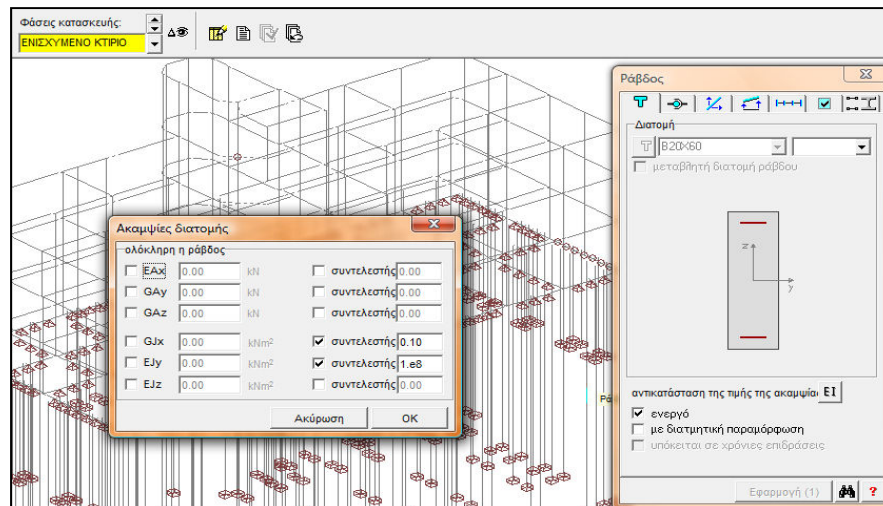 Φάσεις κατασκευής:
ΕΝΙΣΧΥΜΕΝΟ ΚΤΙΡΙΟ
Ράβδος
Διατομή
B20X60
μεταβλητή διατομή ράβδου
z
y
αντικατάσταση της τιμής της ακαμψία EI
ενεργό
με διατμητική παραμόρφωση
υπόκειται σε χρόνιες επιδράσεις
Εφαρμογή (1)
?
Ακαμψίες διατομής
ολόκληρη η ράβδος
EAx 0.00 kN συντελεστής 0.00
GAy 0.00 kN συντελεστής 0.00
GAz 0.00 kN συντελεστής 0.00
GJx 0.00 kNm² συντελεστής 0.10
EJy 0.00 kNm² συντελεστής 1.e8
EJz 0.00 kNm² συντελεστής 0.00
Ακύρωση OK